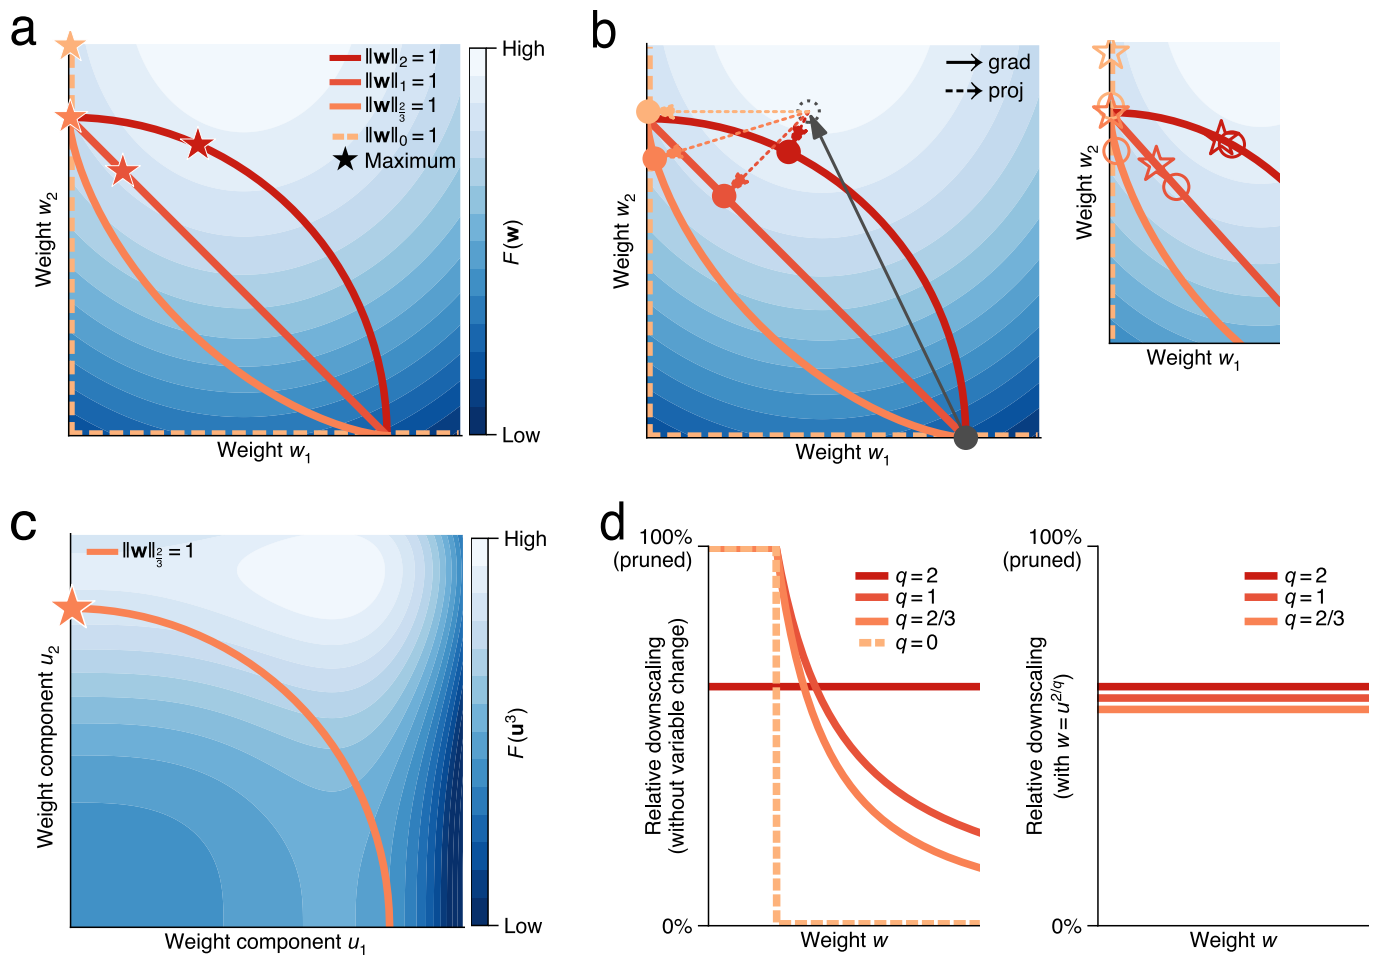 a
High
‖w‖₂ = 1
‖w‖₁ = 1
‖w‖_{2/3} = 1
‖w‖₀ = 1
Maximum
Weight w₂
F(w)
Low
Weight w₁
b
grad
proj
Weight w₂
Weight w₁
Weight w₂
Weight w₁
c
High
‖w‖_{2/3} = 1
Weight component u₂
F(u³)
Low
Weight component u₁
d
100%
(pruned)
q = 2
q = 1
q = 2/3
q = 0
Relative downscaling
(without variable change)
0%
Weight w
100%
(pruned)
q = 2
q = 1
q = 2/3
Relative downscaling
(with w = u^{2/q})
0%
Weight w